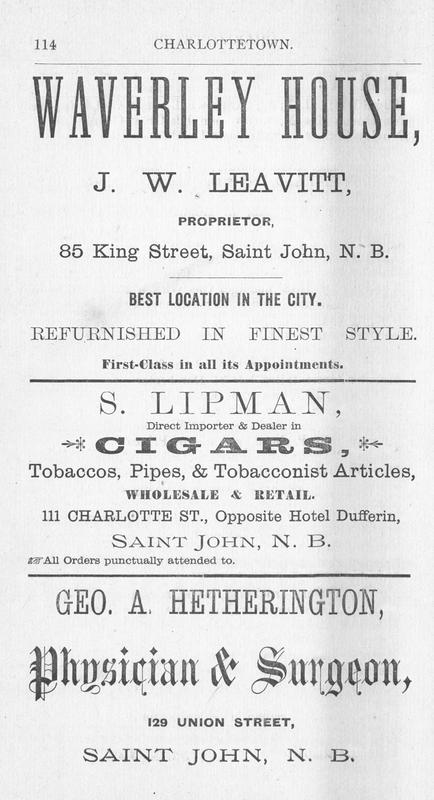 114 CHARLOTTETOWN.
WAVERLEY HOUSE,
J. W. LEAVITT,
PROPRIETOR,
85 King Street, Saint John, N. B.
BEST LOCATION IN THE CITY.
REFURNISHED IN FINEST STYLE.
First-Class in all its Appointments.
S. LIPMAN,
Direct Importer & Dealer in
CIGARS,
Tobaccos, Pipes, & Tobacconist Articles,
WHOLESALE & RETAIL.
111 CHARLOTTE ST., Opposite Hotel Dufferin,
SAINT JOHN, N. B.
☞All Orders punctually attended to.
GEO. A. HETHERINGTON,
Physician & Surgeon,
129 UNION STREET,
SAINT JOHN, N. B.